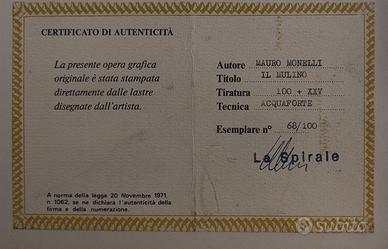 CERTIFICATO DI AUTENTICITÀ
La presente opera grafica
originale è stata stampata
direttamente dalle lastre
disegnate dall'artista.
A norma della legge 20 Novembre 1971,
n. 1062, se ne dichiara l'autenticità della
firma e della numerazione.
Autore MAURO MONELLI
Titolo IL MULINO
Tiratura 100 + XXV
Tecnica ACQUAFORTE
Esemplare n° 68/100
La Spirale
subito